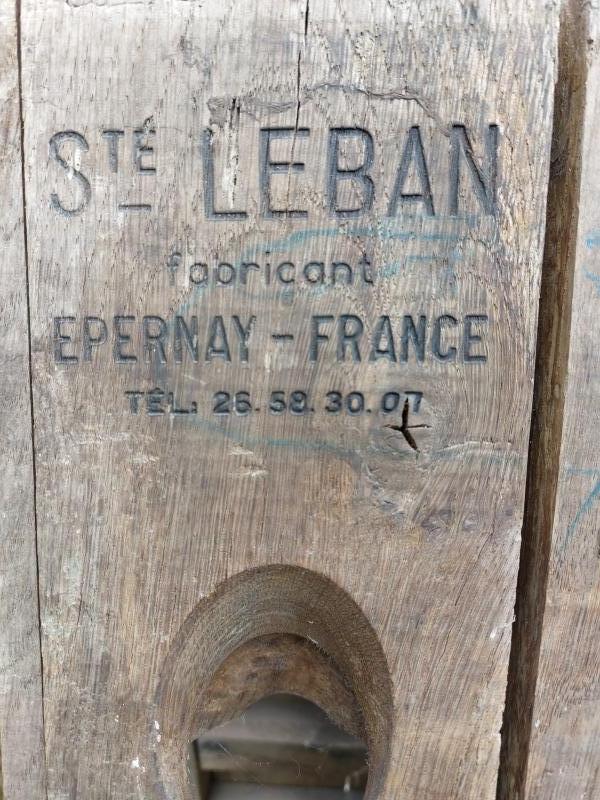 STÉ LEBAN
fabricant
EPERNAY - FRANCE
TÉL: 26.58.30.07